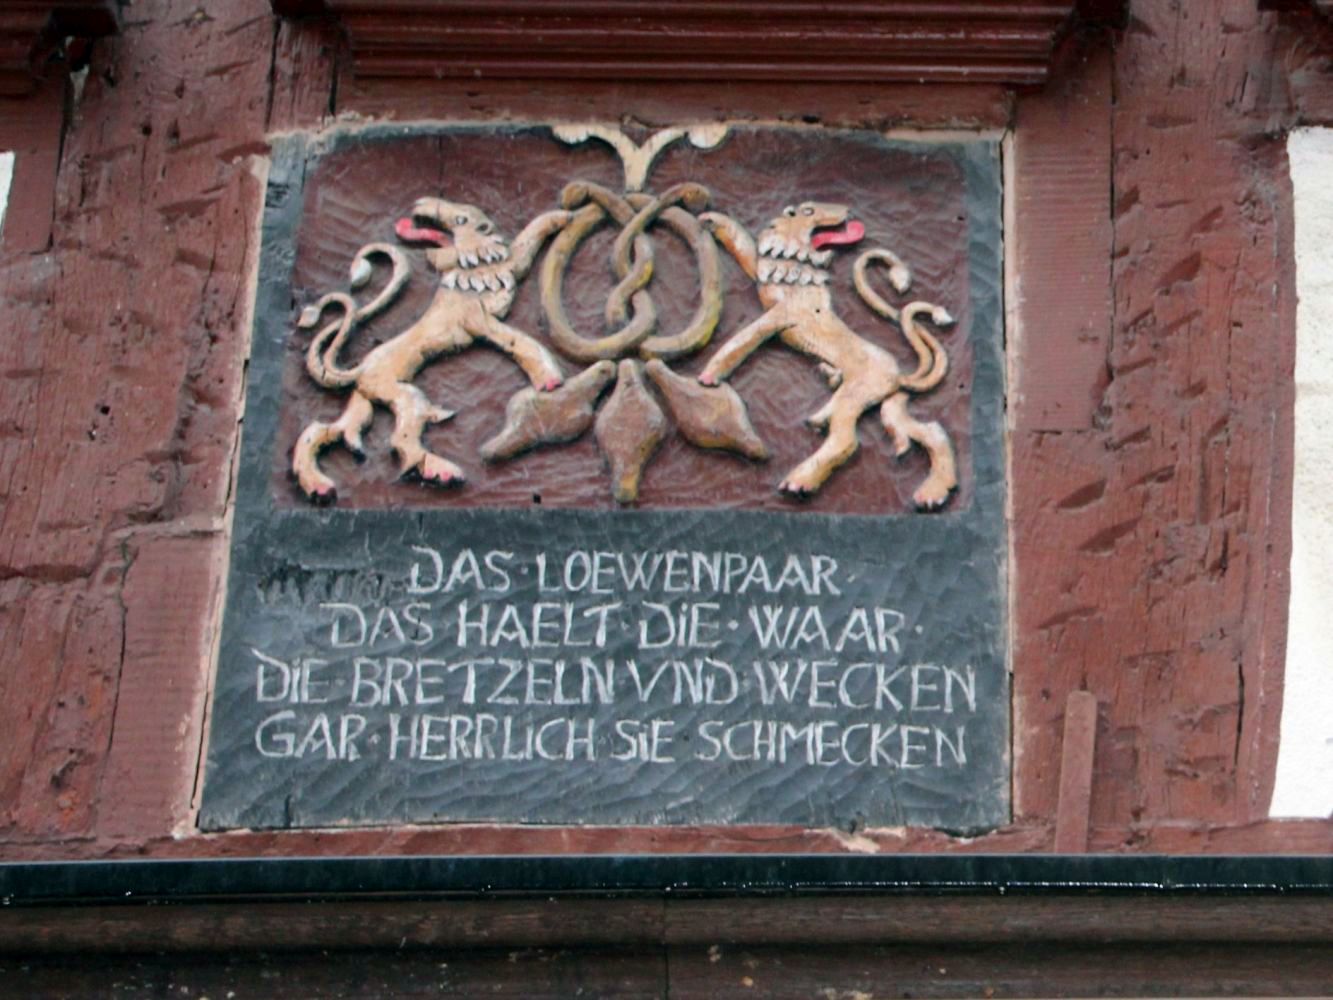 DAS · LOEWENPAAR ·
DAS HAELT · DIE · WAAR ·
DIE · BRETZELN VND · WECKEN
GAR · HERRLICH SIE · SCHMECKEN